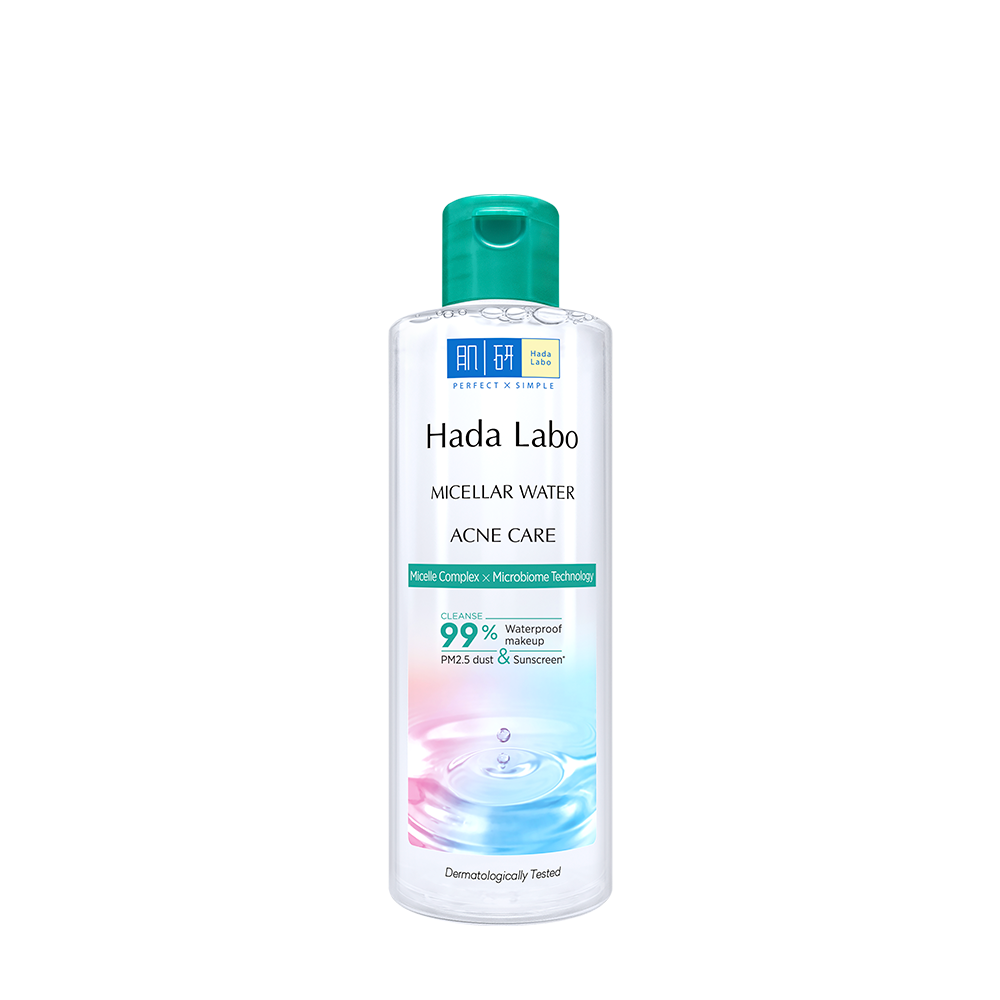 肌研
Hada
Labo
PERFECT × SIMPLE
Hada Labo
MICELLAR WATER
ACNE CARE
Micelle Complex × Microbiome Technology
CLEANSE
99% Waterproof
makeup
PM2.5 dust & Sunscreen*
Dermatologically Tested